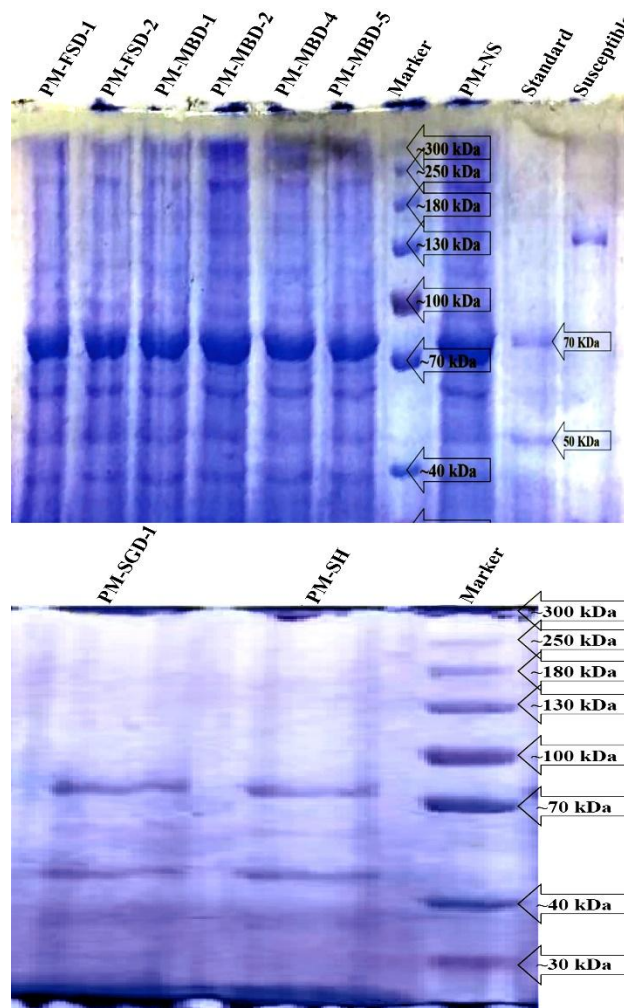 PM-FSD-1
PM-FSD-2
PM-MBD-1
PM-MBD-2
PM-MBD-4
PM-MBD-5
Marker
PM-NS
Standard
Susceptible
~300 kDa
~250 kDa
~180 kDa
~130 kDa
~100 kDa
70 KDa
~70 kDa
50 KDa
~40 kDa
PM-SGD-1
PM-SH
Marker
~300 kDa
~250 kDa
~180 kDa
~130 kDa
~100 kDa
~70 kDa
~40 kDa
~30 kDa